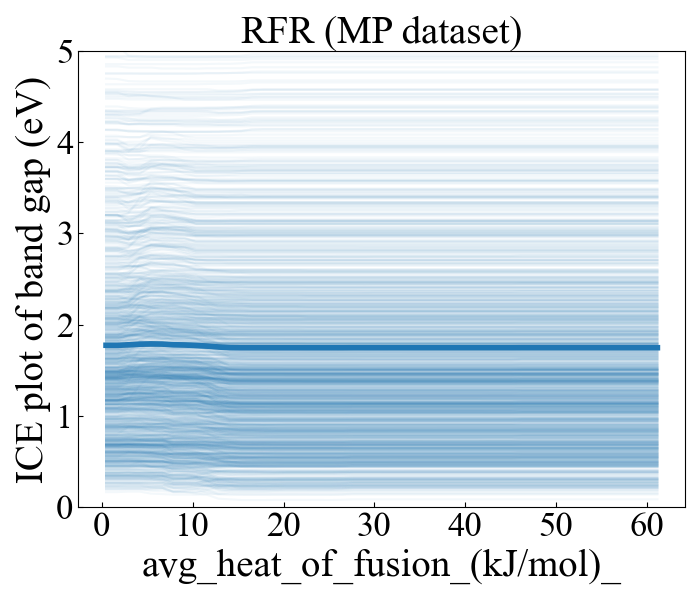 RFR (MP dataset)
ICE plot of band gap (eV)
5
4
3
2
1
0
0 10 20 30 40 50 60
avg_heat_of_fusion_(kJ/mol)_